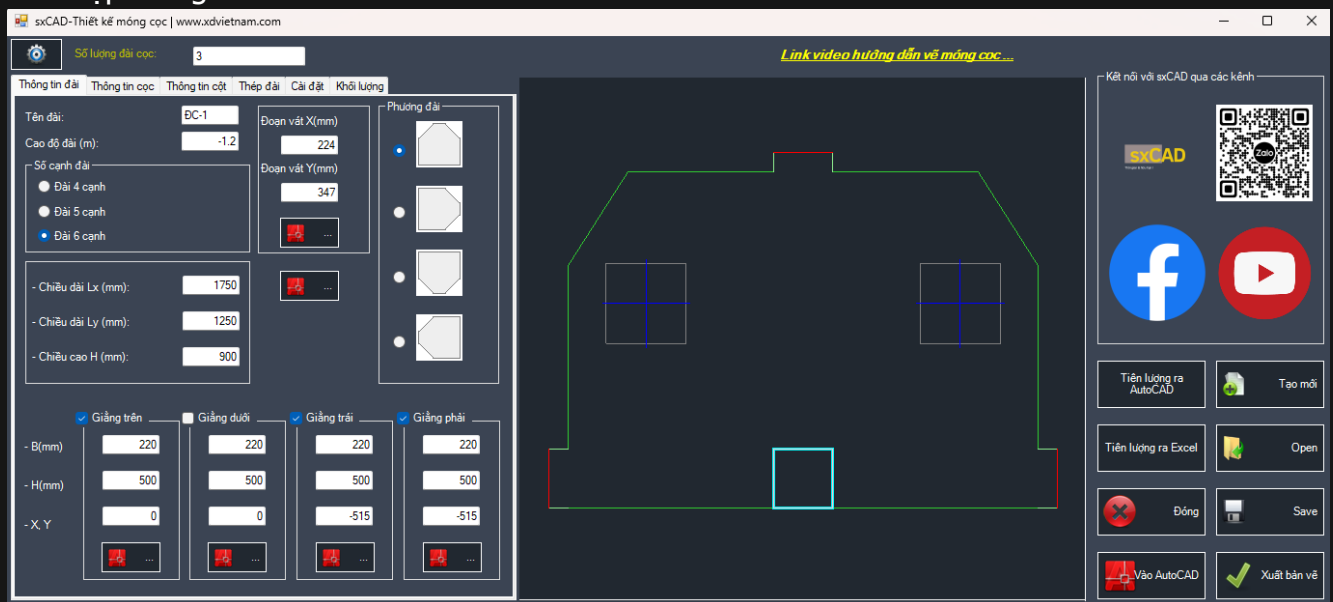 sxCAD-Thiết kế móng cọc | www.xdvietnam.com
Số lượng đài cọc: 3
Link video hướng dẫn vẽ móng cọc ...
Thông tin đài Thông tin cọc Thông tin cột Thép đài Cài đặt Khối lượng
Tên đài: ĐC-1
Cao độ đài (m): -1.2
Số cạnh đài
Đài 4 cạnh
Đài 5 cạnh
Đài 6 cạnh
Đoạn vát X(mm)
224
Đoạn vát Y(mm)
347
...
Phương đài
- Chiều dài Lx (mm): 1750
- Chiều dài Ly (mm): 1250
- Chiều cao H (mm): 900
...
Giằng trên Giằng dưới Giằng trái Giằng phải
- B(mm) 220 220 220 220
- H(mm) 500 500 500 500
- X, Y 0 0 -515 -515
... ... ... ...
Kết nối với sxCAD qua các kênh
sxCAD
Zalo
Tiên lượng ra AutoCAD
Tạo mới
Tiên lượng ra Excel
Open
Đóng
Save
Vào AutoCAD
Xuất bản vẽ